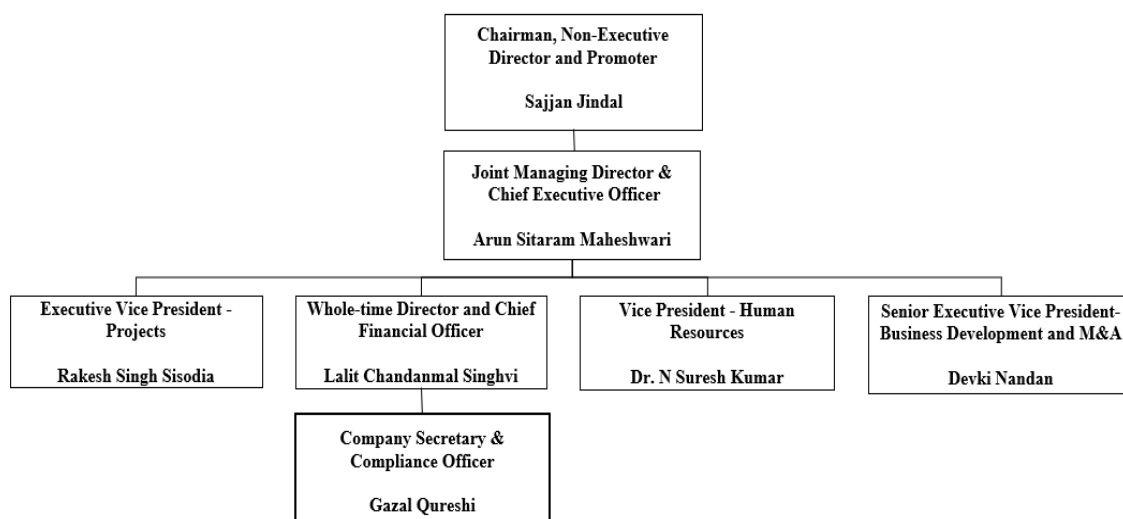 Chairman, Non-Executive
Director and Promoter
Sajjan Jindal
Joint Managing Director &
Chief Executive Officer
Arun Sitaram Maheshwari
Executive Vice President -
Projects
Rakesh Singh Sisodia
Whole-time Director and Chief
Financial Officer
Lalit Chandanmal Singhvi
Vice President - Human
Resources
Dr. N Suresh Kumar
Senior Executive Vice President-
Business Development and M&A
Devki Nandan
Company Secretary &
Compliance Officer
Gazal Qureshi